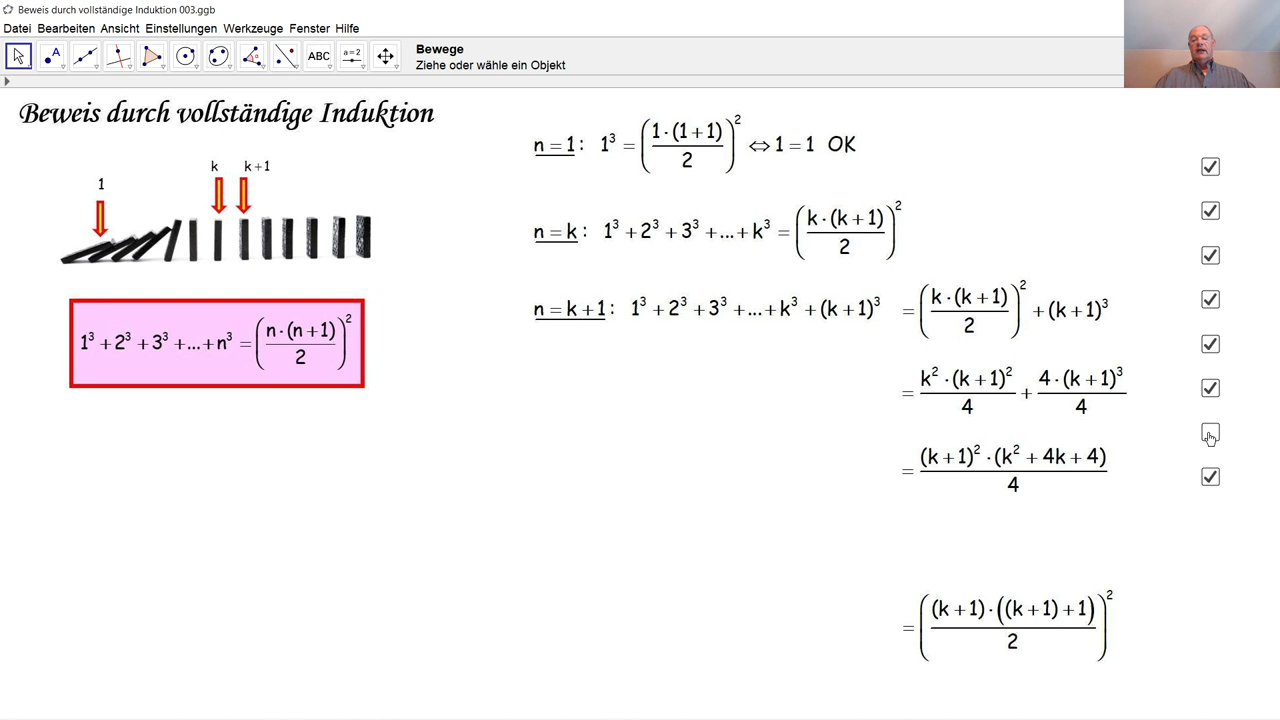 Beweis durch vollständige Induktion 003.ggb
Datei Bearbeiten Ansicht Einstellungen Werkzeuge Fenster Hilfe
A ABC a=2
Bewege
Ziehe oder wähle ein Objekt
Beweis durch vollständige Induktion
1 k k+1
1³ + 2³ + 3³ + ... + n³ = (n·(n+1)/2)²
n = 1: 1³ = (1·(1+1)/2)² ⇔ 1 = 1 OK
n = k: 1³ + 2³ + 3³ + ... + k³ = (k·(k+1)/2)²
n = k+1: 1³ + 2³ + 3³ + ... + k³ + (k+1)³ = (k·(k+1)/2)² + (k+1)³
= k²·(k+1)²/4 + 4·(k+1)³/4
= (k+1)²·(k² + 4k + 4)/4
= ((k+1)·((k+1)+1)/2)²